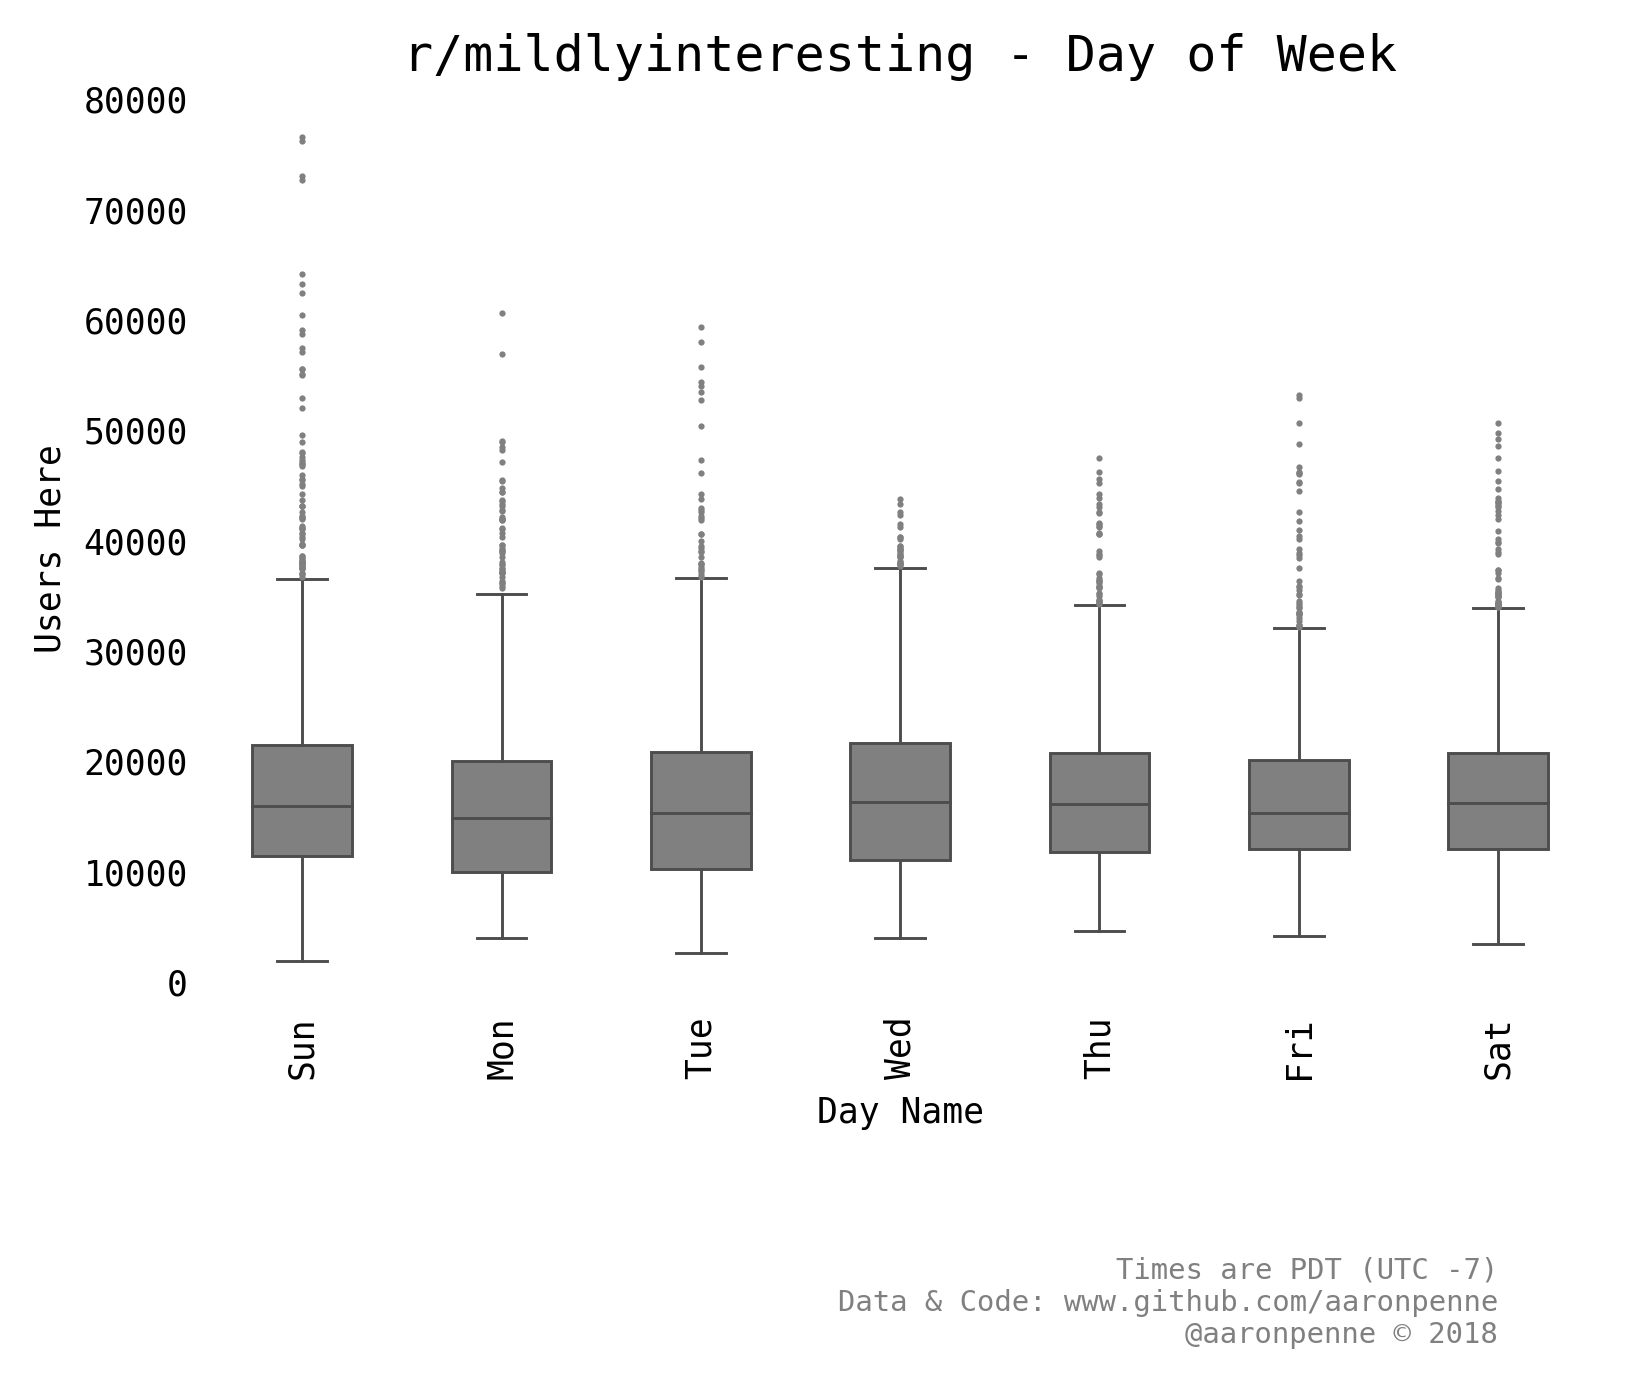 r/mildlyinteresting - Day of Week
80000
70000
60000
50000
40000
30000
20000
10000
0
Users Here
Sun
Mon
Tue
Wed
Thu
Fri
Sat
Day Name
Times are PDT (UTC -7)
Data & Code: www.github.com/aaronpenne
@aaronpenne © 2018